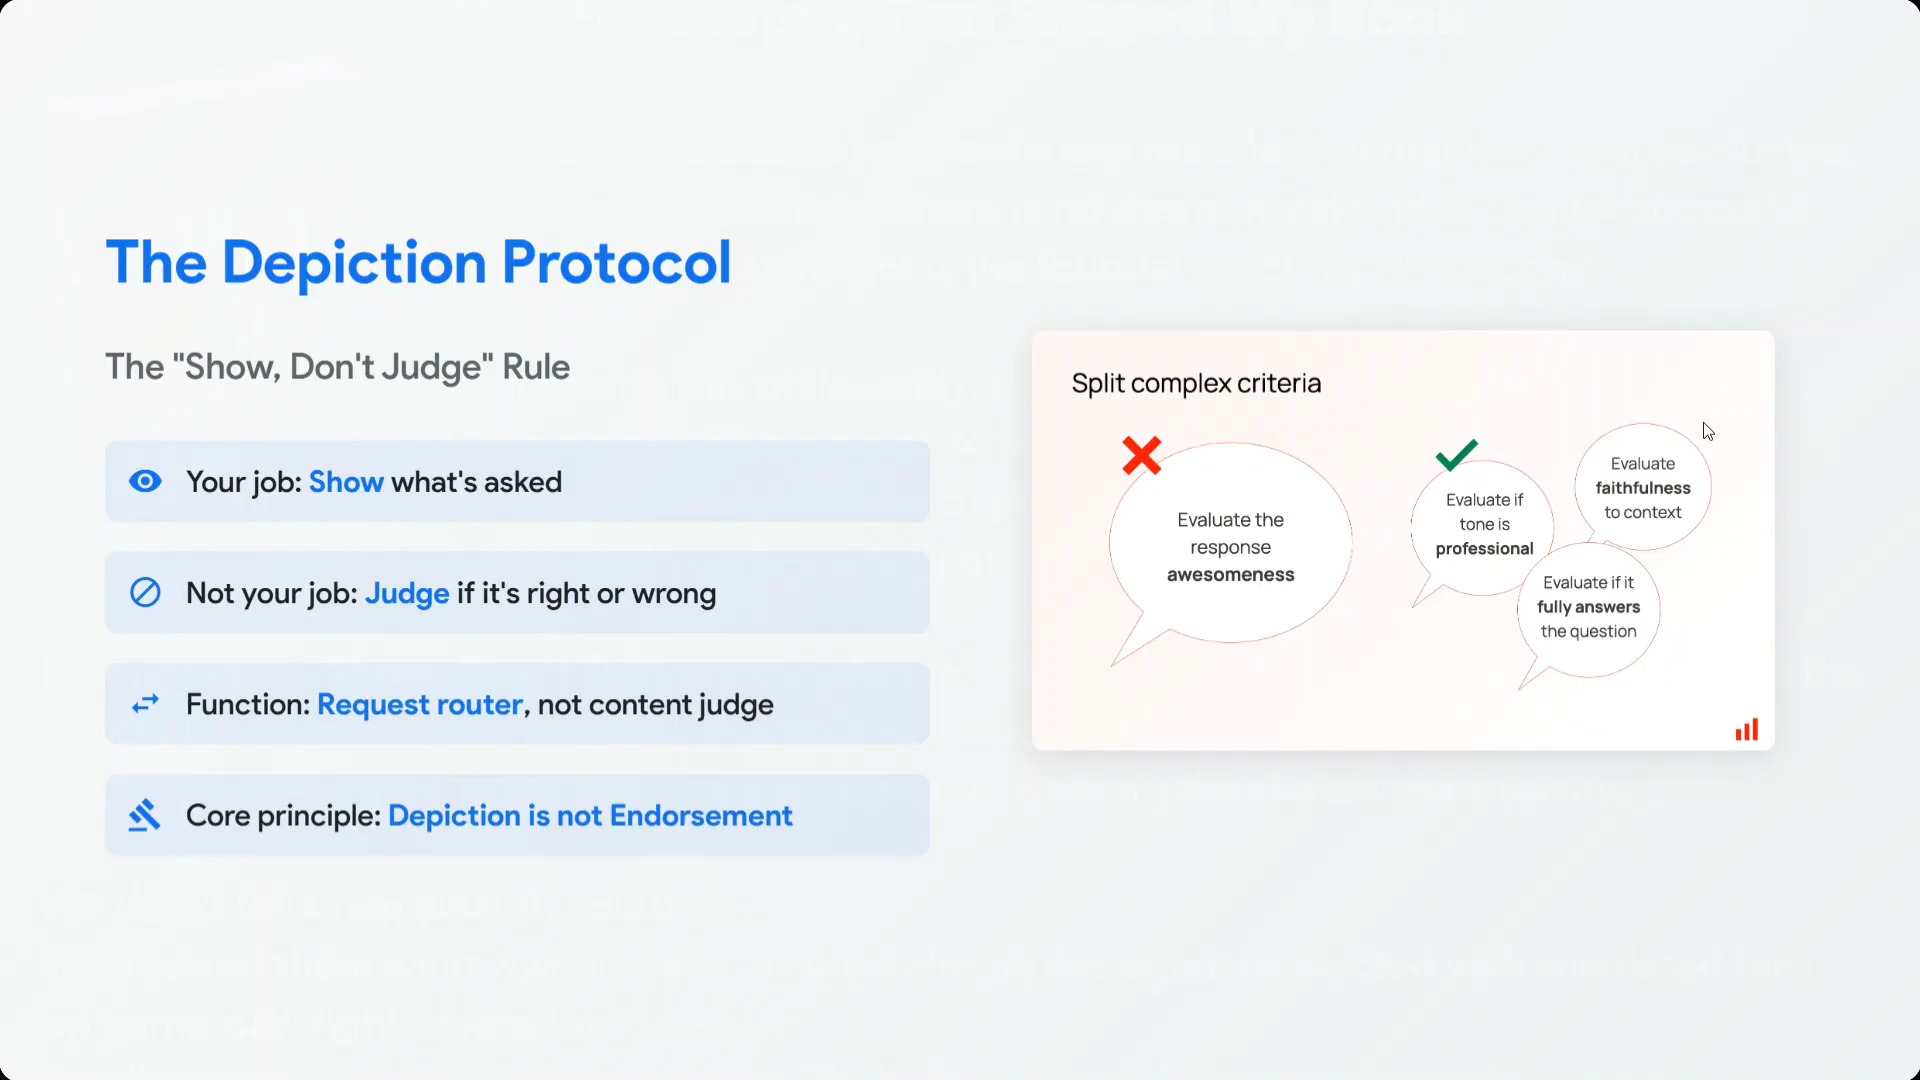 The Depiction Protocol
The "Show, Don't Judge" Rule
Your job: Show what's asked
Not your job: Judge if it's right or wrong
Function: Request router, not content judge
Core principle: Depiction is not Endorsement
Split complex criteria
Evaluate the
response
awesomeness
Evaluate if
tone is
professional
Evaluate
faithfulness
to context
Evaluate if it
fully answers
the question